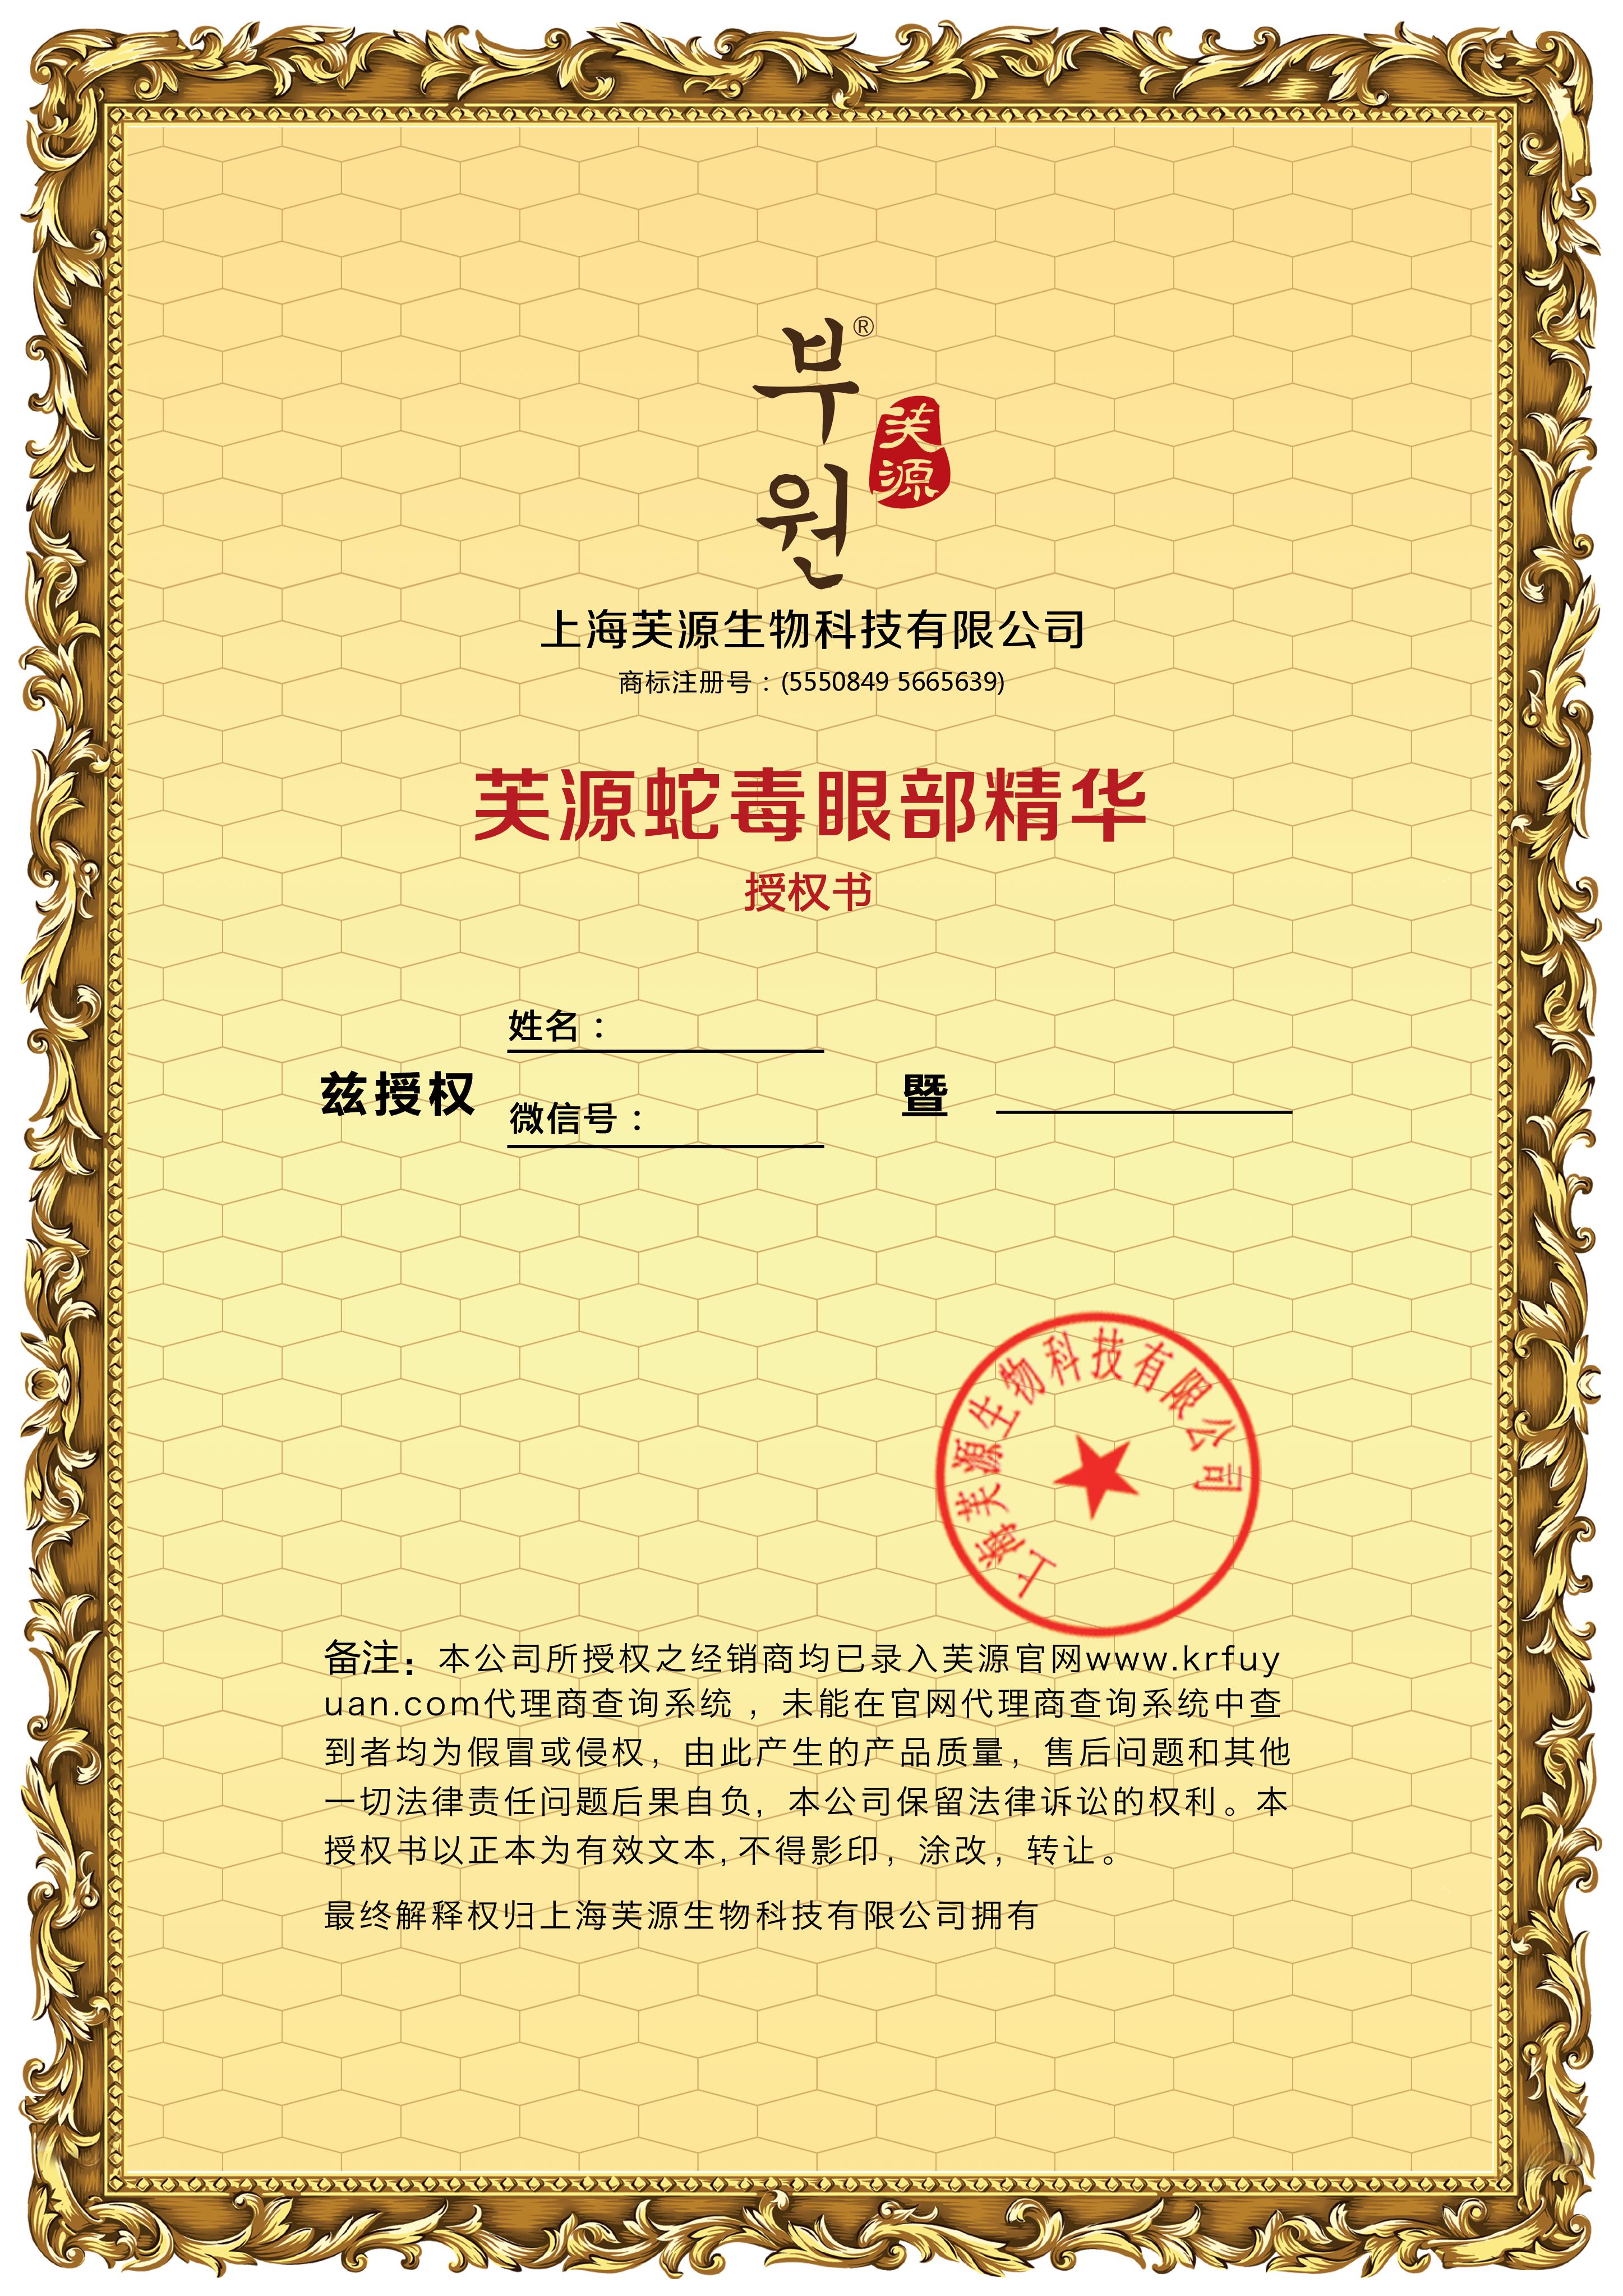 부원®
芙源
上海芙源生物科技有限公司
商标注册号：(5550849 5665639)
芙源蛇毒眼部精华
授权书
兹授权
姓名：
微信号：
暨
上海芙源生物科技有限公司
备注：本公司所授权之经销商均已录入芙源官网www.krfuy
uan.com代理商查询系统，未能在官网代理商查询系统中查
到者均为假冒或侵权，由此产生的产品质量，售后问题和其他
一切法律责任问题后果自负，本公司保留法律诉讼的权利。本
授权书以正本为有效文本,不得影印，涂改，转让。
最终解释权归上海芙源生物科技有限公司拥有